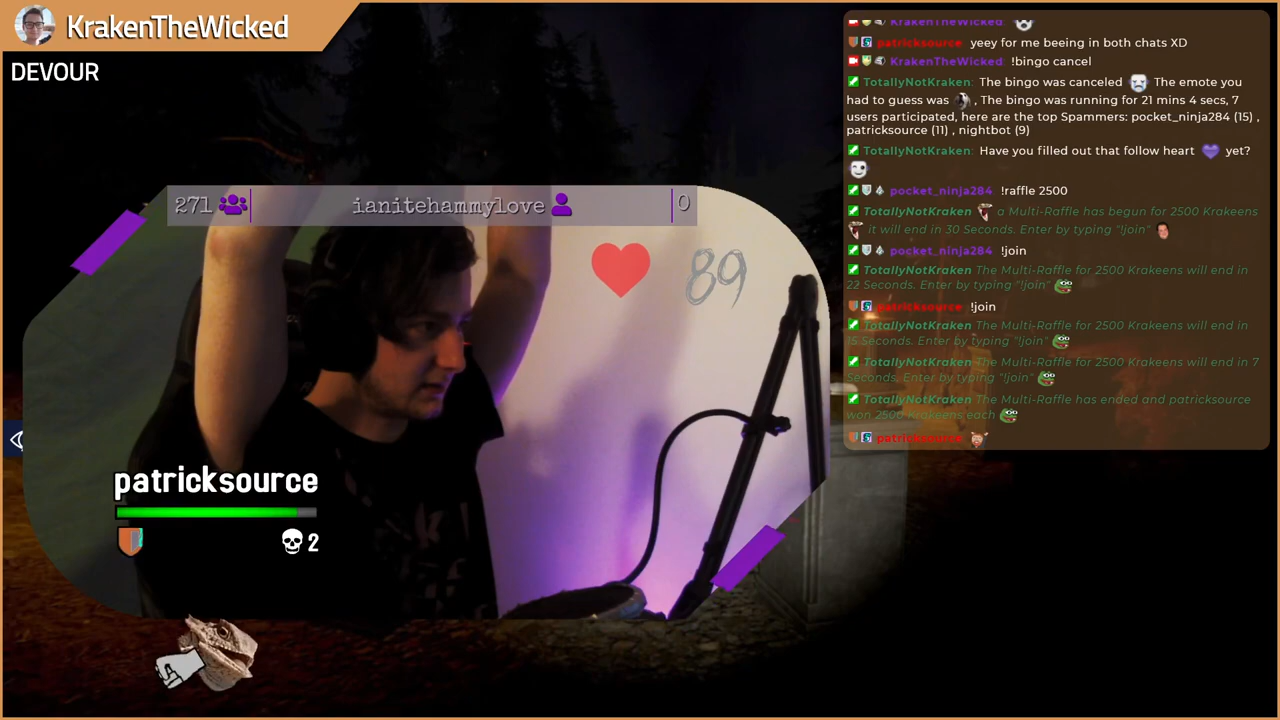 KrakenTheWicked
DEVOUR
271 ianitehammylove 0
89
patricksource
2
KrakenTheWicked:
patricksource yeey for me beeing in both chats XD
KrakenTheWicked: !bingo cancel
TotallyNotKraken: The bingo was canceled The emote you
had to guess was , The bingo was running for 21 mins 4 secs, 7
users participated, here are the top Spammers: pocket_ninja284 (15) ,
patricksource (11) , nightbot (9)
TotallyNotKraken: Have you filled out that follow heart yet?
pocket_ninja284 !raffle 2500
TotallyNotKraken a Multi-Raffle has begun for 2500 Krakeens
it will end in 30 Seconds. Enter by typing "!join"
pocket_ninja284 !join
TotallyNotKraken The Multi-Raffle for 2500 Krakeens will end in
22 Seconds. Enter by typing "!join"
patricksource !join
TotallyNotKraken The Multi-Raffle for 2500 Krakeens will end in
15 Seconds. Enter by typing "!join"
TotallyNotKraken The Multi-Raffle for 2500 Krakeens will end in 7
Seconds. Enter by typing "!join"
TotallyNotKraken The Multi-Raffle has ended and patricksource
won 2500 Krakeens each
patricksource